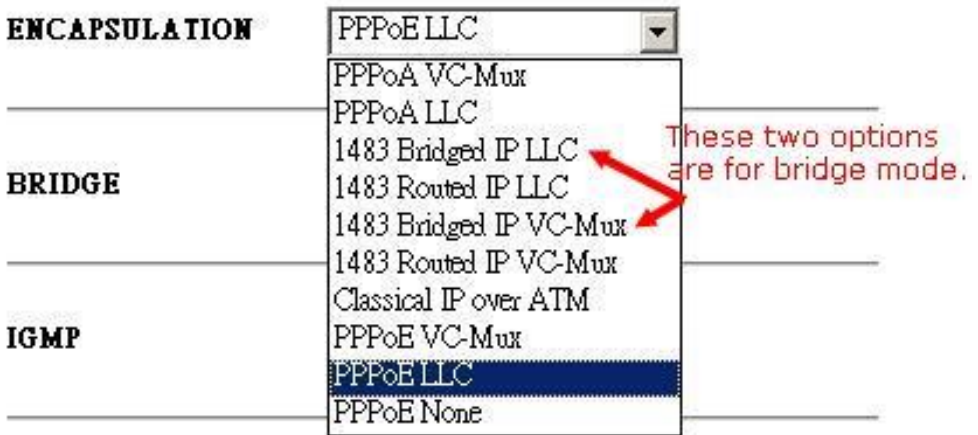 ENCAPSULATION
PPPoE LLC
PPPoA VC-Mux
PPPoA LLC
1483 Bridged IP LLC
These two options
are for bridge mode.
BRIDGE
1483 Routed IP LLC
1483 Bridged IP VC-Mux
1483 Routed IP VC-Mux
Classical IP over ATM
IGMP
PPPoE VC-Mux
PPPoE LLC
PPPoE None